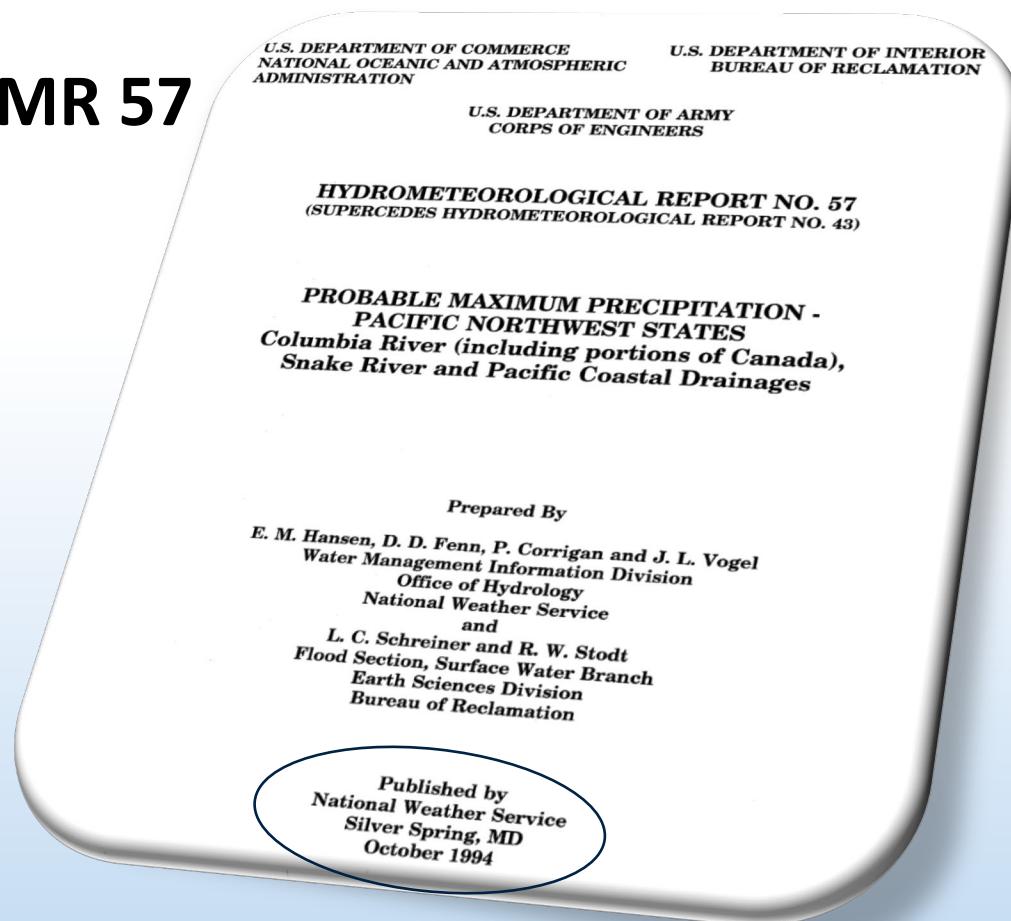 MR 57
U.S. DEPARTMENT OF COMMERCE
NATIONAL OCEANIC AND ATMOSPHERIC
ADMINISTRATION
U.S. DEPARTMENT OF INTERIOR
BUREAU OF RECLAMATION
U.S. DEPARTMENT OF ARMY
CORPS OF ENGINEERS
HYDROMETEOROLOGICAL REPORT NO. 57
(SUPERCEDES HYDROMETEOROLOGICAL REPORT NO. 43)
PROBABLE MAXIMUM PRECIPITATION -
PACIFIC NORTHWEST STATES
Columbia River (including portions of Canada),
Snake River and Pacific Coastal Drainages
Prepared By
E. M. Hansen, D. D. Fenn, P. Corrigan and J. L. Vogel
Water Management Information Division
Office of Hydrology
National Weather Service
and
L. C. Schreiner and R. W. Stodt
Flood Section, Surface Water Branch
Earth Sciences Division
Bureau of Reclamation
Published by
National Weather Service
Silver Spring, MD
October 1994